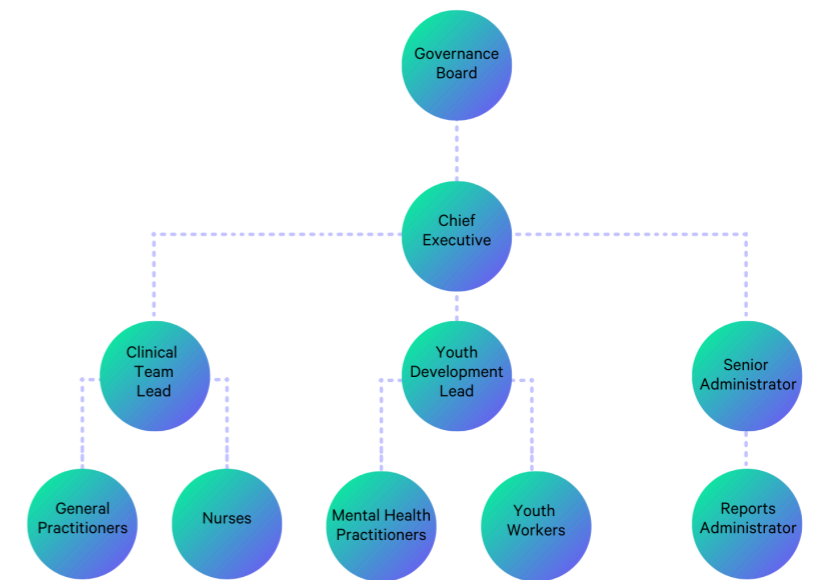 Governance
Board
Chief
Executive
Clinical
Team
Lead
Youth
Development
Lead
Senior
Administrator
General
Practitioners
Nurses
Mental Health
Practitioners
Youth
Workers
Reports
Administrator